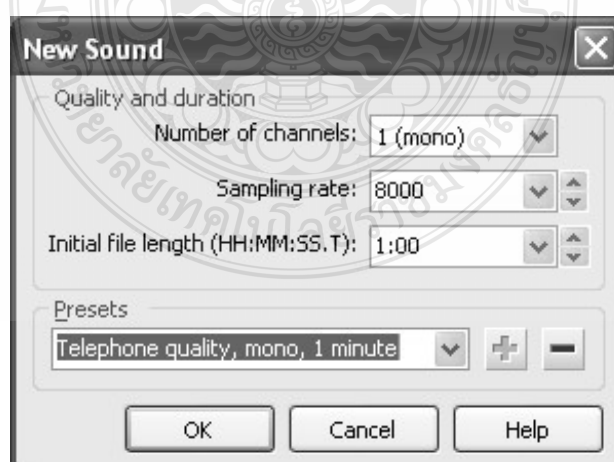 New Sound
Quality and duration
Number of channels: 1 (mono)
Sampling rate: 8000
Initial file length (HH:MM:SS.T): 1:00
Presets
Telephone quality, mono, 1 minute
OK Cancel Help